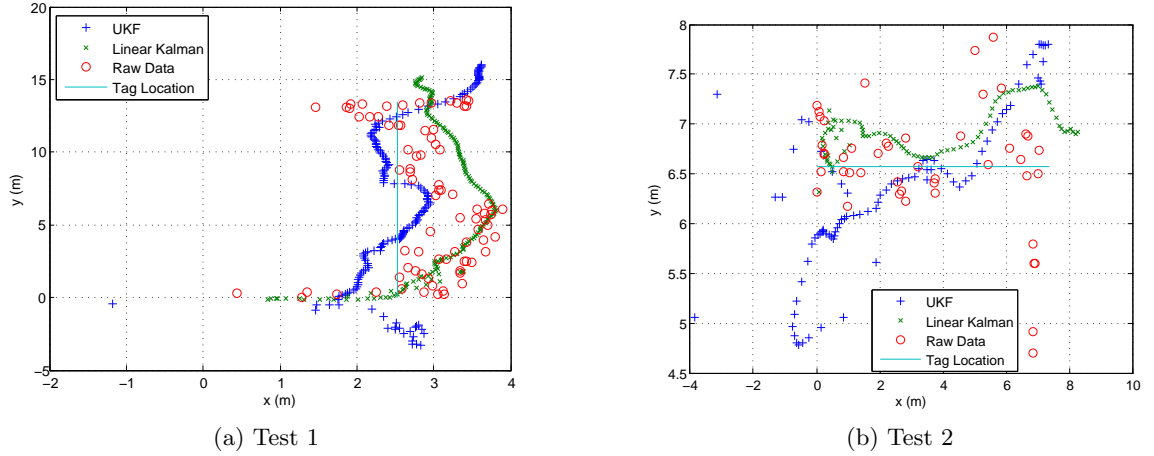 20
15
10
5
0
−5
y (m)
UKF
Linear Kalman
Raw Data
Tag Location
−2
−1
0
1
2
3
4
x (m)
(a) Test 1
8
7.5
7
6.5
6
5.5
5
4.5
y (m)
UKF
Linear Kalman
Raw Data
Tag Location
−4
−2
0
2
4
6
8
10
x (m)
(b) Test 2